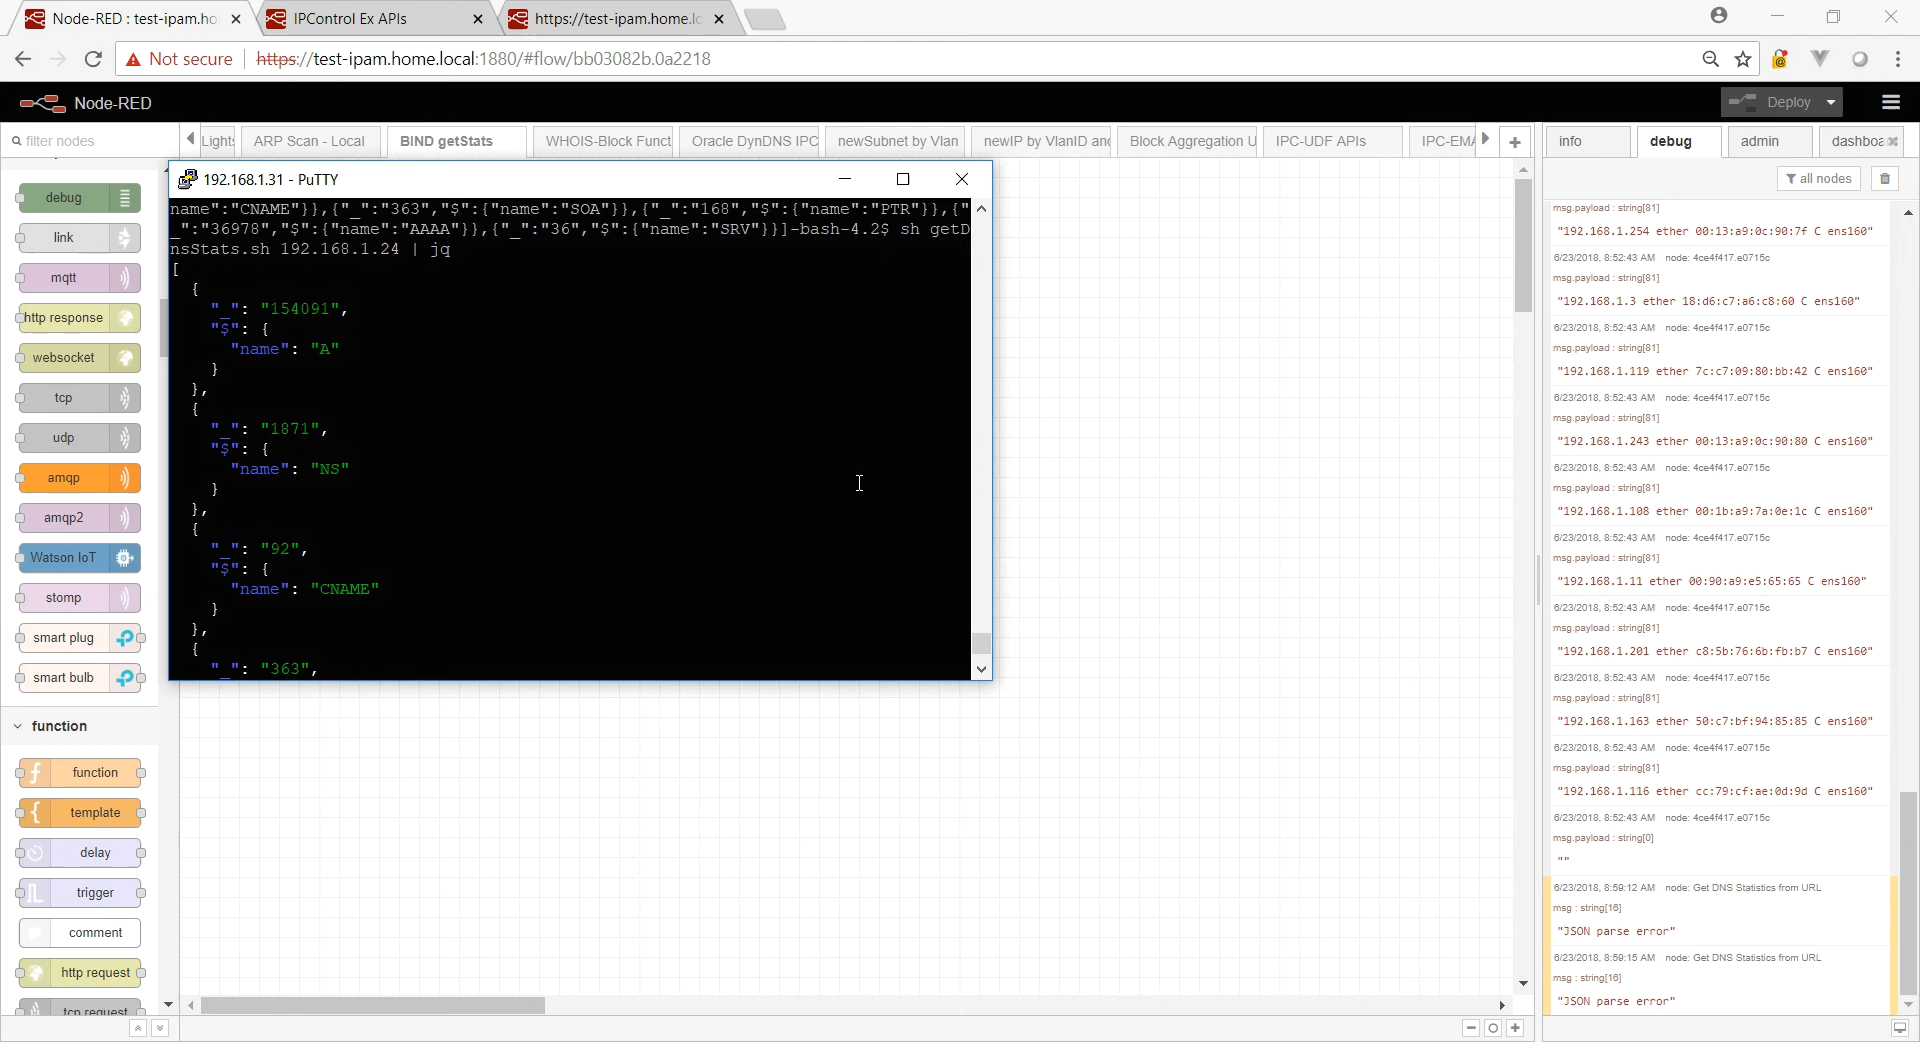 Node-RED : test-ipam.ho
IPControl Ex APIs
https://test-ipam.home.lo
Not secure
https://test-ipam.home.local:1880/#flow/bb03082b.0a2218
Node-RED
Deploy
filter nodes
Lights
ARP Scan - Local
BIND getStats
WHOIS-Block Funct
Oracle DynDNS IPC
newSubnet by Vlan
newIP by VlanID and
Block Aggregation U
IPC-UDF APIs
IPC-EMA
info
debug
admin
dashboa
all nodes
debug
link
mqtt
http response
websocket
tcp
udp
amqp
amqp2
Watson IoT
stomp
smart plug
smart bulb
function
function
template
delay
trigger
comment
http request
tcp request
192.168.1.31 - PuTTY
name":"CNAME"}},{"_":"363","$":{"name":"SOA"}},{"_":"168","$":{"name":"PTR"}},{"
_":"36978","$":{"name":"AAAA"}},{"_":"36","$":{"name":"SRV"}}]-bash-4.2$ sh getD
nsStats.sh 192.168.1.24 | jq
[
{
"_": "154091",
"$": {
"name": "A"
}
},
{
"_": "1871",
"$": {
"name": "NS"
}
},
{
"_": "92",
"$": {
"name": "CNAME"
}
},
{
"_": "363",
msg.payload : string[81]
"192.168.1.254 ether 00:13:a9:0c:90:7f C ens160"
6/23/2018, 8:52:43 AM node: 4ce4f417.e0715c
msg.payload : string[81]
"192.168.1.3 ether 18:d6:c7:a6:c8:60 C ens160"
6/23/2018, 8:52:43 AM node: 4ce4f417.e0715c
msg.payload : string[81]
"192.168.1.119 ether 7c:c7:09:80:bb:42 C ens160"
6/23/2018, 8:52:43 AM node: 4ce4f417.e0715c
msg.payload : string[81]
"192.168.1.243 ether 00:13:a9:0c:90:80 C ens160"
6/23/2018, 8:52:43 AM node: 4ce4f417.e0715c
msg.payload : string[81]
"192.168.1.108 ether 00:1b:a9:7a:0e:1c C ens160"
6/23/2018, 8:52:43 AM node: 4ce4f417.e0715c
msg.payload : string[81]
"192.168.1.11 ether 00:90:a9:e5:65:65 C ens160"
6/23/2018, 8:52:43 AM node: 4ce4f417.e0715c
msg.payload : string[81]
"192.168.1.201 ether c8:5b:76:6b:fb:b7 C ens160"
6/23/2018, 8:52:43 AM node: 4ce4f417.e0715c
msg.payload : string[81]
"192.168.1.163 ether 50:c7:bf:94:85:85 C ens160"
6/23/2018, 8:52:43 AM node: 4ce4f417.e0715c
msg.payload : string[81]
"192.168.1.116 ether cc:79:cf:ae:0d:9d C ens160"
6/23/2018, 8:52:43 AM node: 4ce4f417.e0715c
msg.payload : string[0]
""
6/23/2018, 8:59:12 AM node: Get DNS Statistics from URL
msg : string[16]
"JSON parse error"
6/23/2018, 8:59:15 AM node: Get DNS Statistics from URL
msg : string[16]
"JSON parse error"